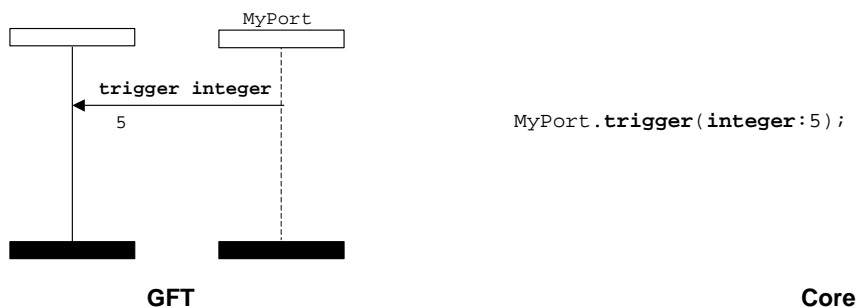 MyPort
trigger integer
5
MyPort.trigger(integer:5);
GFT
Core